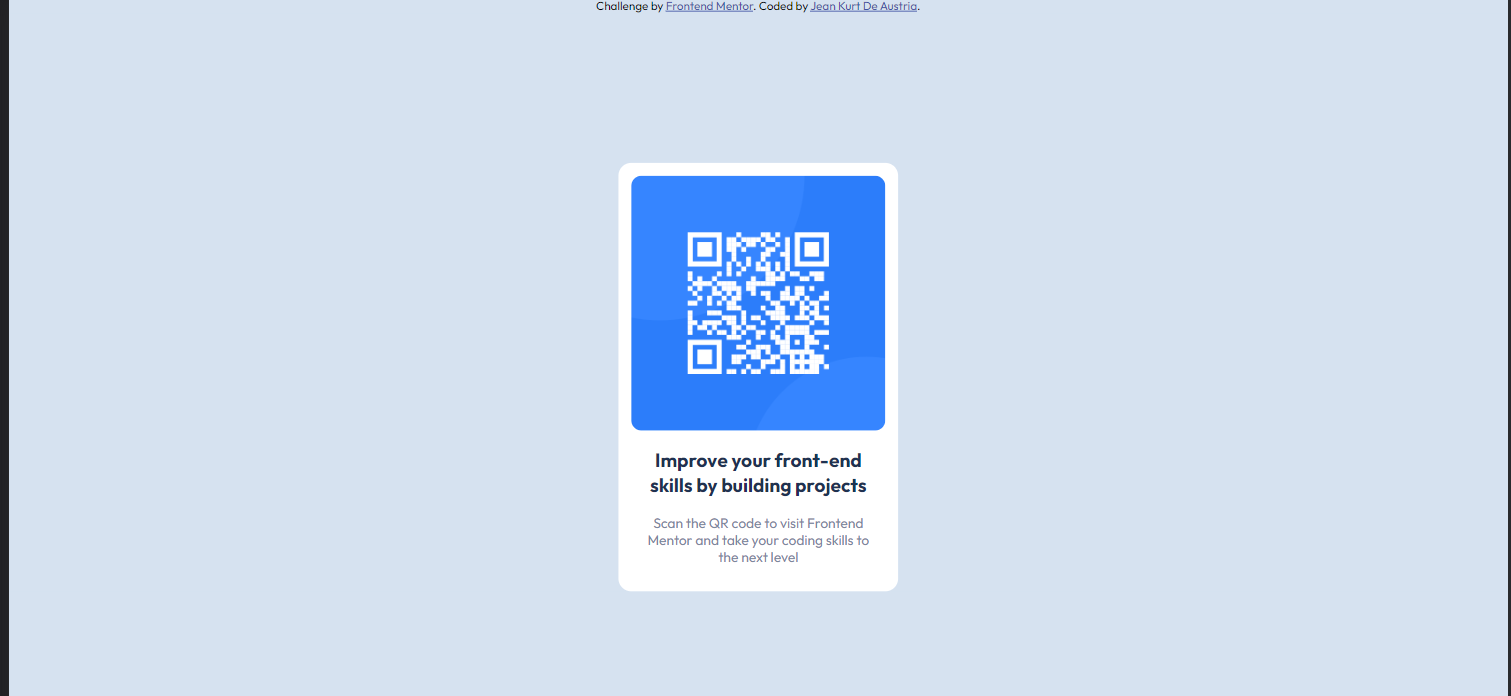 Challenge by Frontend Mentor. Coded by Jean Kurt De Austria.
Improve your front-end
skills by building projects
Scan the QR code to visit Frontend
Mentor and take your coding skills to
the next level